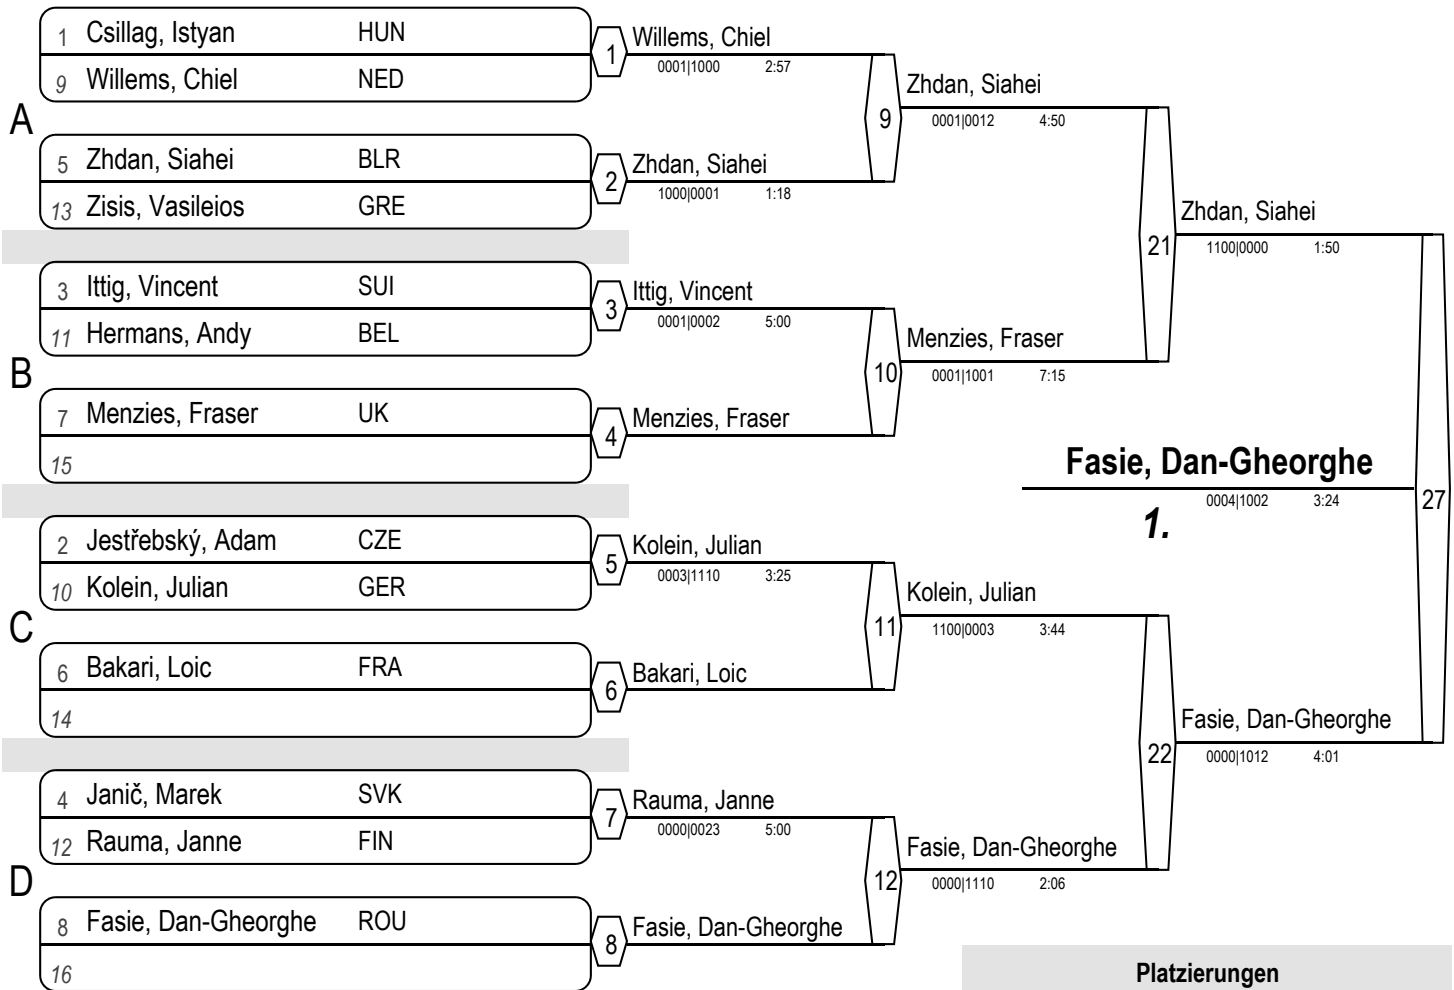 1 Csillag, Istyan HUN
9 Willems, Chiel NED
A
5 Zhdan, Siahei BLR
13 Zisis, Vasileios GRE
3 Ittig, Vincent SUI
11 Hermans, Andy BEL
B
7 Menzies, Fraser UK
15
2 Jestřebský, Adam CZE
10 Kolein, Julian GER
C
6 Bakari, Loic FRA
14
4 Janič, Marek SVK
12 Rauma, Janne FIN
D
8 Fasie, Dan-Gheorghe ROU
16
1 Willems, Chiel
0001|1000 2:57
2 Zhdan, Siahei
1000|0001 1:18
3 Ittig, Vincent
0001|0002 5:00
4 Menzies, Fraser
5 Kolein, Julian
0003|1110 3:25
6 Bakari, Loic
7 Rauma, Janne
0000|0023 5:00
8 Fasie, Dan-Gheorghe
9 Zhdan, Siahei
0001|0012 4:50
10 Menzies, Fraser
0001|1001 7:15
11 Kolein, Julian
1100|0003 3:44
12 Fasie, Dan-Gheorghe
0000|1110 2:06
21 Zhdan, Siahei
1100|0000 1:50
22 Fasie, Dan-Gheorghe
0000|1012 4:01
27 Fasie, Dan-Gheorghe
0004|1002 3:24
1.
Platzierungen